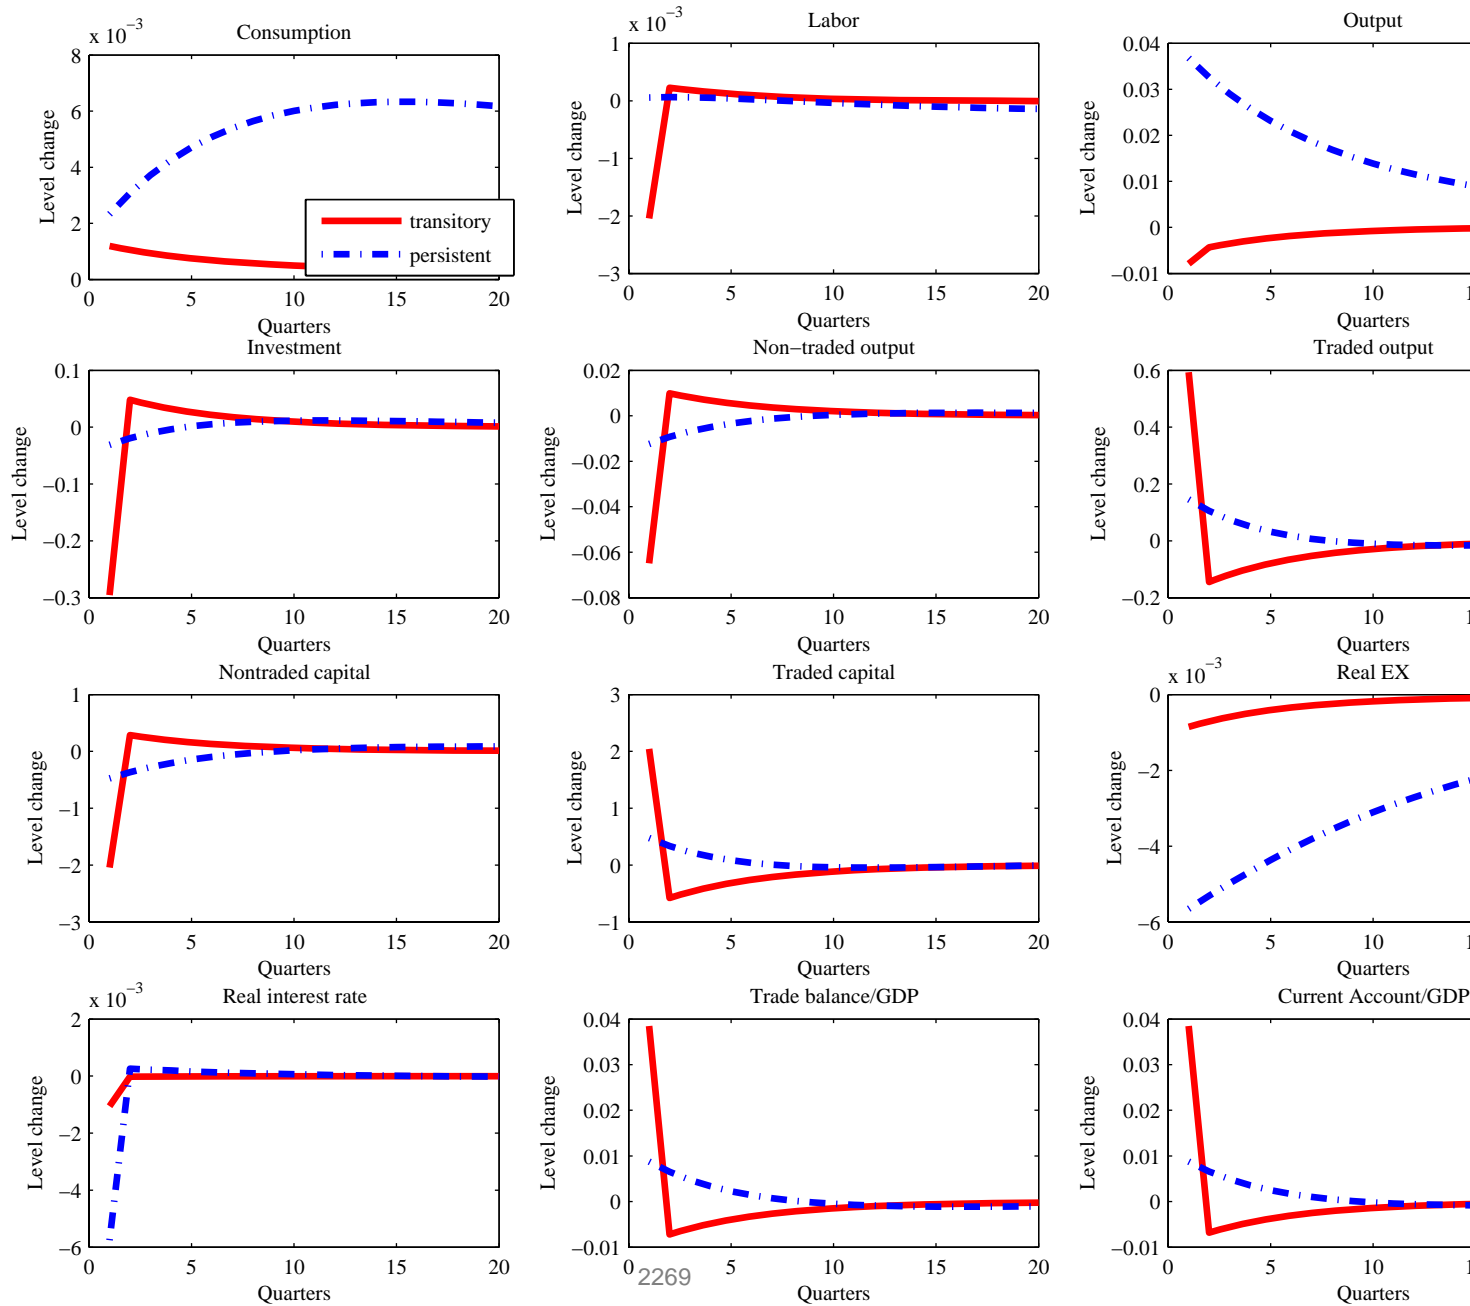 x 10−3
Consumption
8
6
4
2
0
Level change
transitory
persistent
0 5 10 15 20
Quarters
x 10−3
Labor
1
0
−1
−2
−3
Level change
0 5 10 15 20
Quarters
Output
0.04
0.03
0.02
0.01
0
−0.01
Level change
0 5 10
Quarters
Investment
0.1
0
−0.1
−0.2
−0.3
Level change
0 5 10 15 20
Quarters
Non−traded output
0.02
0
−0.02
−0.04
−0.06
−0.08
Level change
0 5 10 15 20
Quarters
Traded output
0.6
0.4
0.2
0
−0.2
Level change
0 5 10
Quarters
Nontraded capital
1
0
−1
−2
−3
Level change
0 5 10 15 20
Quarters
Traded capital
3
2
1
0
−1
Level change
0 5 10 15 20
Quarters
x 10−3
Real EX
0
−2
−4
−6
Level change
0 5 10
Quarters
x 10−3
Real interest rate
2
0
−2
−4
−6
Level change
0 5 10 15 20
Quarters
Trade balance/GDP
0.04
0.03
0.02
0.01
0
−0.01
Level change
0 5 10 15 20
Quarters
Current Account/GDP
0.04
0.03
0.02
0.01
0
−0.01
Level change
0 5 10
Quarters
2269